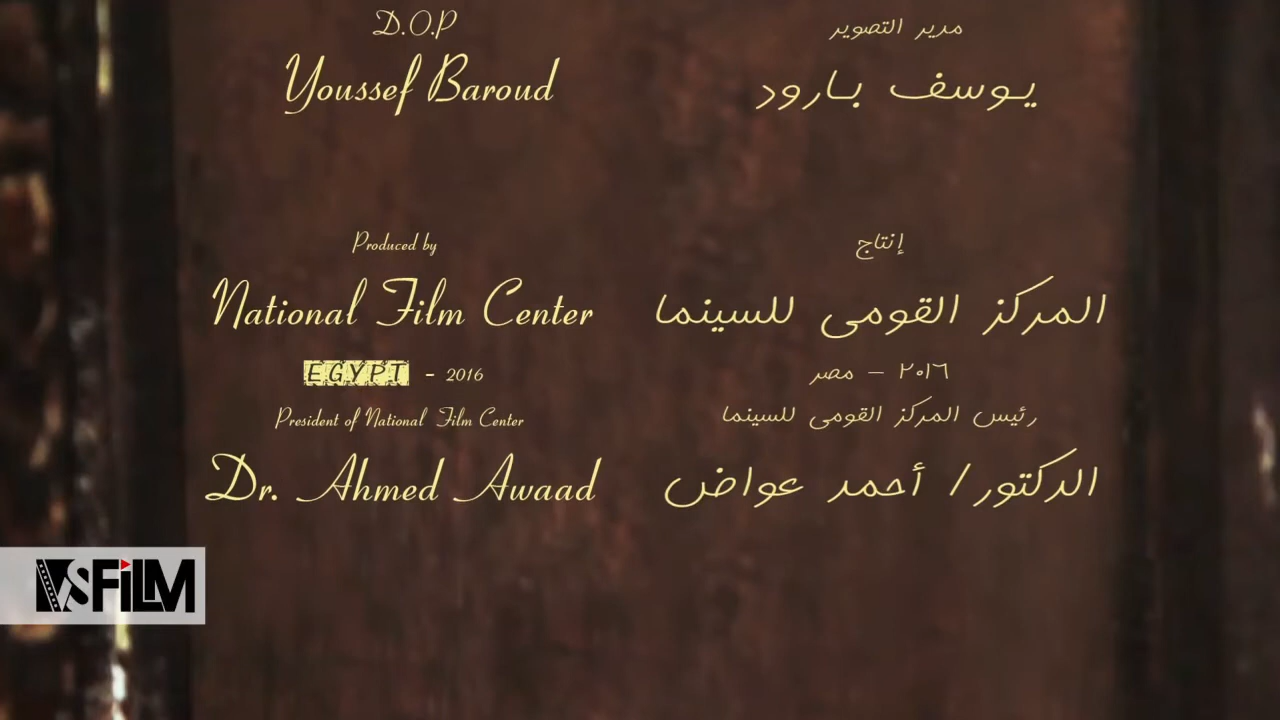 D.O.P
مدير التصوير
Youssef Baroud
يوسف بارود
Produced by
إنتاج
National Film Center
المركز القومى للسينما
EGYPT - 2016
٢٠١٦ – مصر
President of National Film Center
رئيس المركز القومى للسينما
Dr. Ahmed Awaad
الدكتور / أحمد عواض
VSFiLM